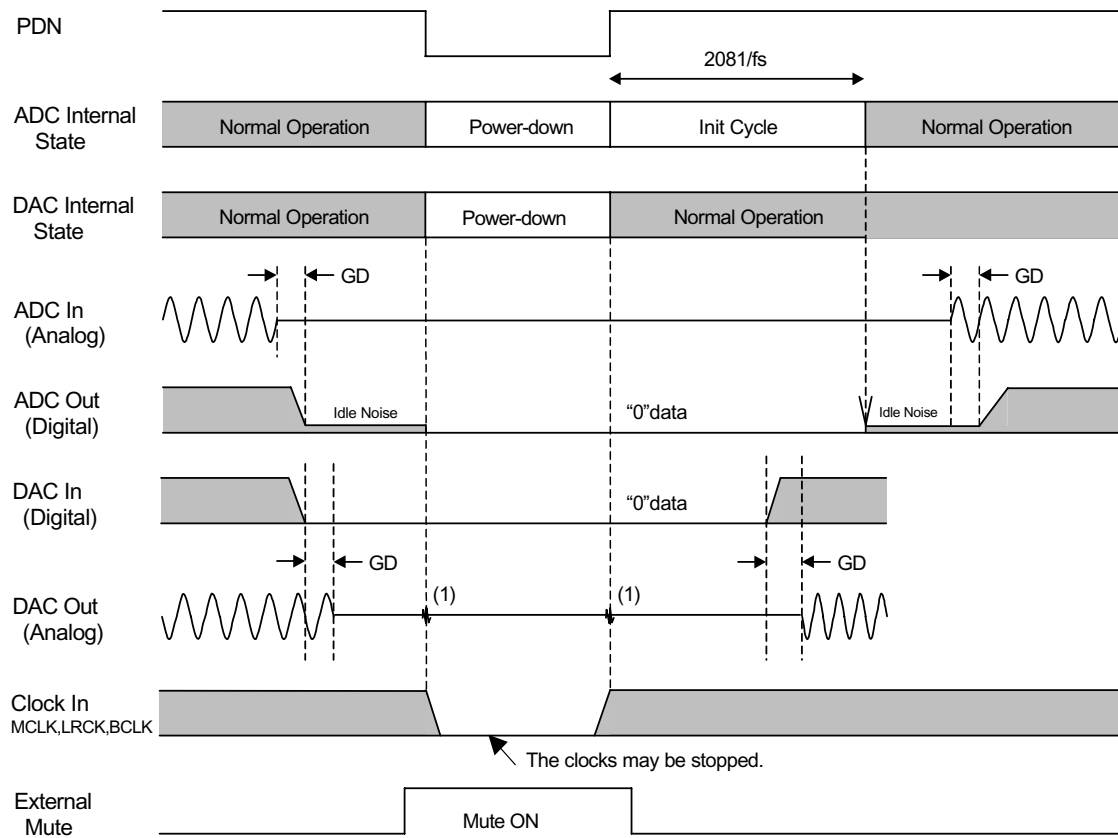 PDN
2081/fs
ADC Internal
State
Normal Operation
Power-down
Init Cycle
Normal Operation
DAC Internal
State
Normal Operation
Power-down
Normal Operation
GD
GD
ADC In
(Analog)
ADC Out
(Digital)
Idle Noise
“0”data
Idle Noise
DAC In
(Digital)
“0”data
GD
GD
DAC Out
(Analog)
(1)
(1)
Clock In
MCLK,LRCK,BCLK
The clocks may be stopped.
External
Mute
Mute ON